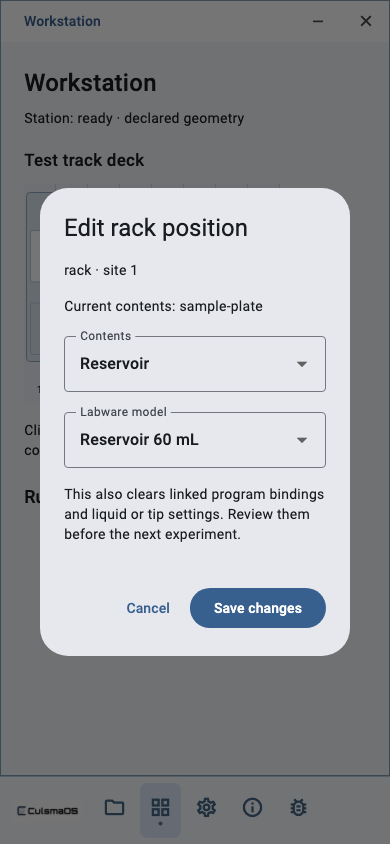 Workstation
Workstation
Station: ready · declared geometry
Test track deck
Edit rack position
rack · site 1
Current contents: sample-plate
Contents
Reservoir
Labware model
Reservoir 60 mL
This also clears linked program bindings
and liquid or tip settings. Review them
before the next experiment.
Cancel
Save changes
CulsmaOS